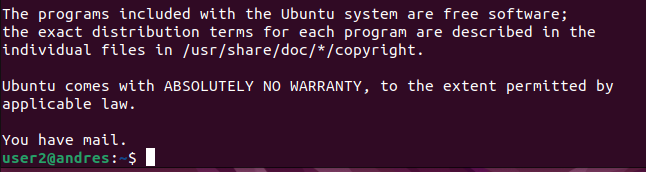 The programs included with the Ubuntu system are free software;
the exact distribution terms for each program are described in the
individual files in /usr/share/doc/*/copyright.
Ubuntu comes with ABSOLUTELY NO WARRANTY, to the extent permitted by
applicable law.
You have mail.
user2@andres:~$